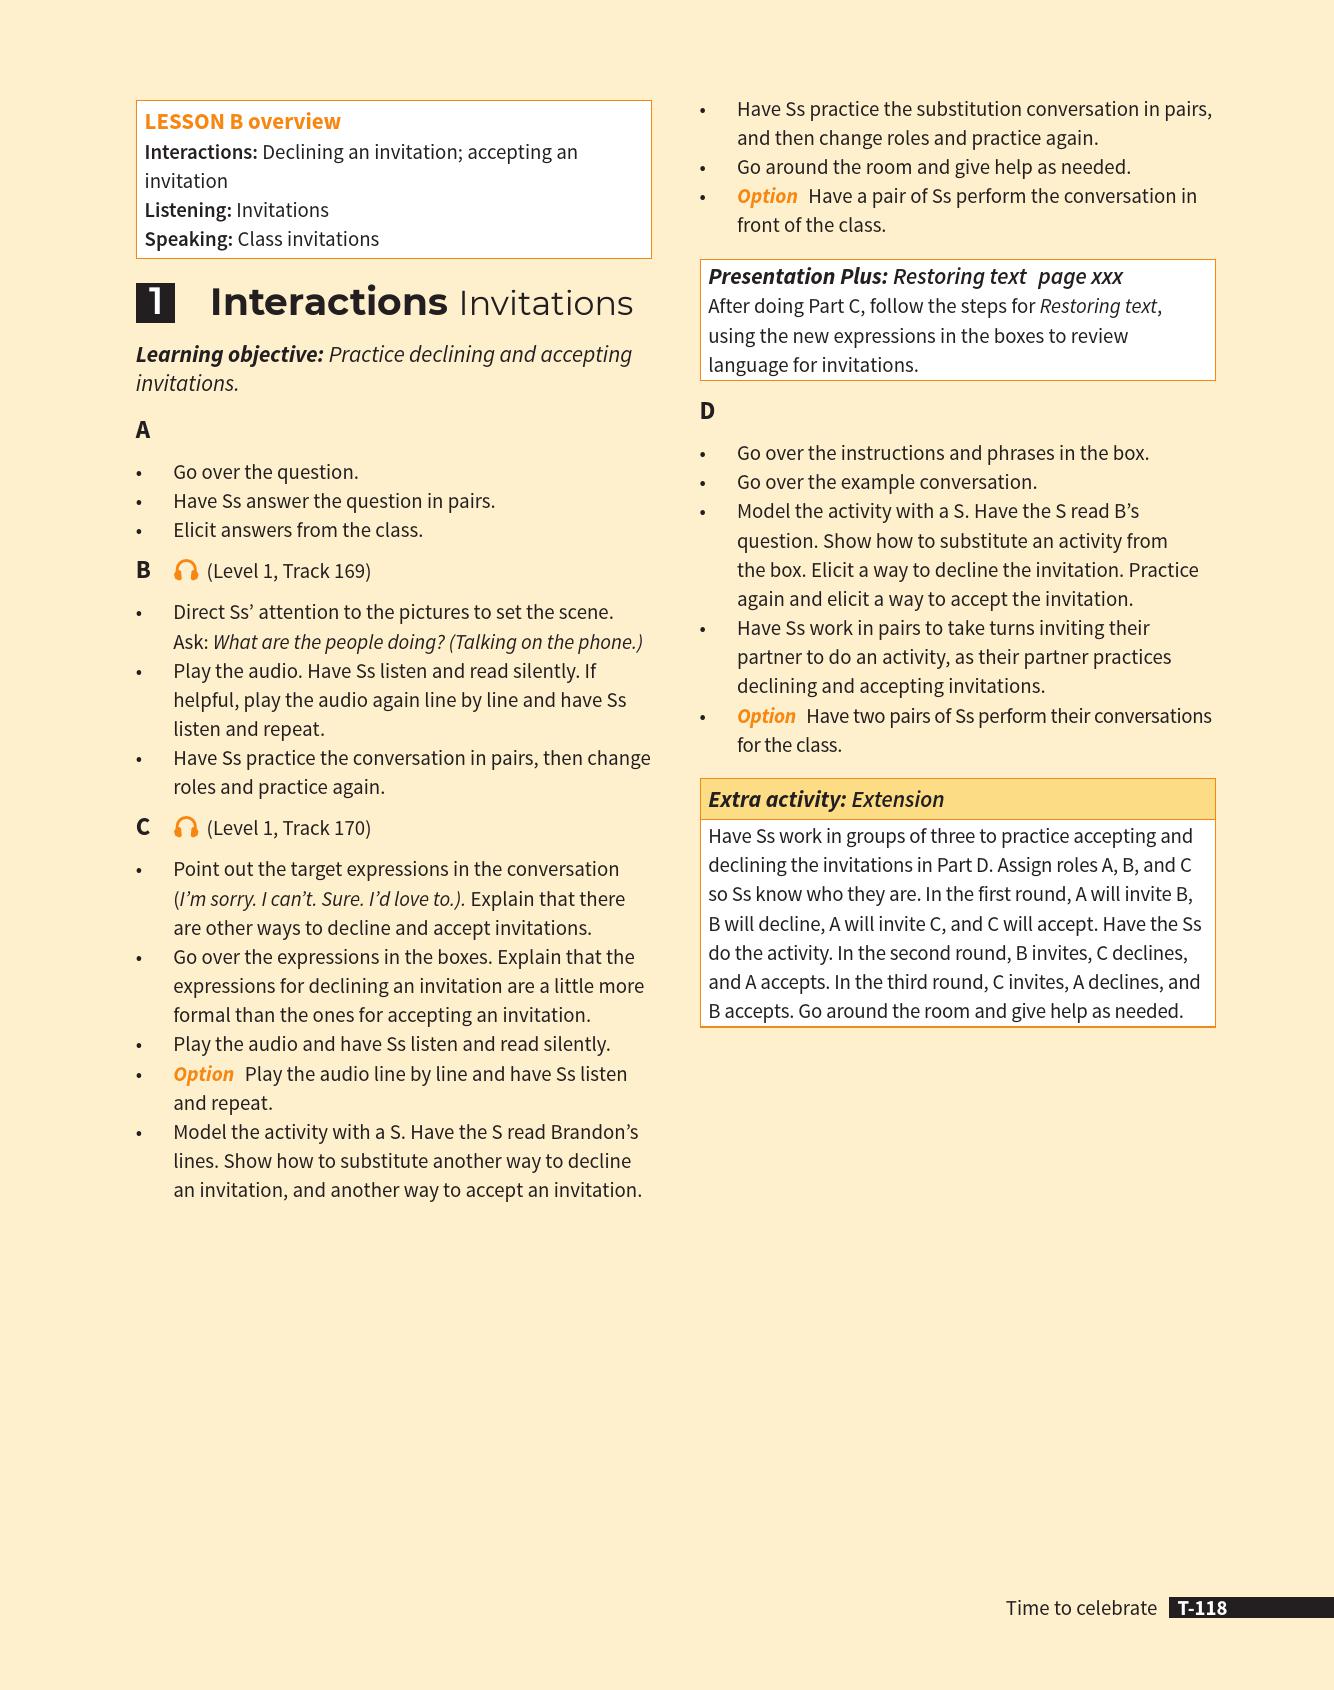 LESSON B overview
Interactions: Declining an invitation; accepting an
invitation
Listening: Invitations
Speaking: Class invitations
1 Interactions Invitations
Learning objective: Practice declining and accepting
invitations.
A
• Go over the question.
• Have Ss answer the question in pairs.
• Elicit answers from the class.
B (Level 1, Track 169)
• Direct Ss’ attention to the pictures to set the scene.
Ask: What are the people doing? (Talking on the phone.)
• Play the audio. Have Ss listen and read silently. If
helpful, play the audio again line by line and have Ss
listen and repeat.
• Have Ss practice the conversation in pairs, then change
roles and practice again.
C (Level 1, Track 170)
• Point out the target expressions in the conversation
(I’m sorry. I can’t. Sure. I’d love to.). Explain that there
are other ways to decline and accept invitations.
• Go over the expressions in the boxes. Explain that the
expressions for declining an invitation are a little more
formal than the ones for accepting an invitation.
• Play the audio and have Ss listen and read silently.
• Option Play the audio line by line and have Ss listen
and repeat.
• Model the activity with a S. Have the S read Brandon’s
lines. Show how to substitute another way to decline
an invitation, and another way to accept an invitation.
• Have Ss practice the substitution conversation in pairs,
and then change roles and practice again.
• Go around the room and give help as needed.
• Option Have a pair of Ss perform the conversation in
front of the class.
Presentation Plus: Restoring text page xxx
After doing Part C, follow the steps for Restoring text,
using the new expressions in the boxes to review
language for invitations.
D
• Go over the instructions and phrases in the box.
• Go over the example conversation.
• Model the activity with a S. Have the S read B’s
question. Show how to substitute an activity from
the box. Elicit a way to decline the invitation. Practice
again and elicit a way to accept the invitation.
• Have Ss work in pairs to take turns inviting their
partner to do an activity, as their partner practices
declining and accepting invitations.
• Option Have two pairs of Ss perform their conversations
for the class.
Extra activity: Extension
Have Ss work in groups of three to practice accepting and
declining the invitations in Part D. Assign roles A, B, and C
so Ss know who they are. In the first round, A will invite B,
B will decline, A will invite C, and C will accept. Have the Ss
do the activity. In the second round, B invites, C declines,
and A accepts. In the third round, C invites, A declines, and
B accepts. Go around the room and give help as needed.
Time to celebrate T-118